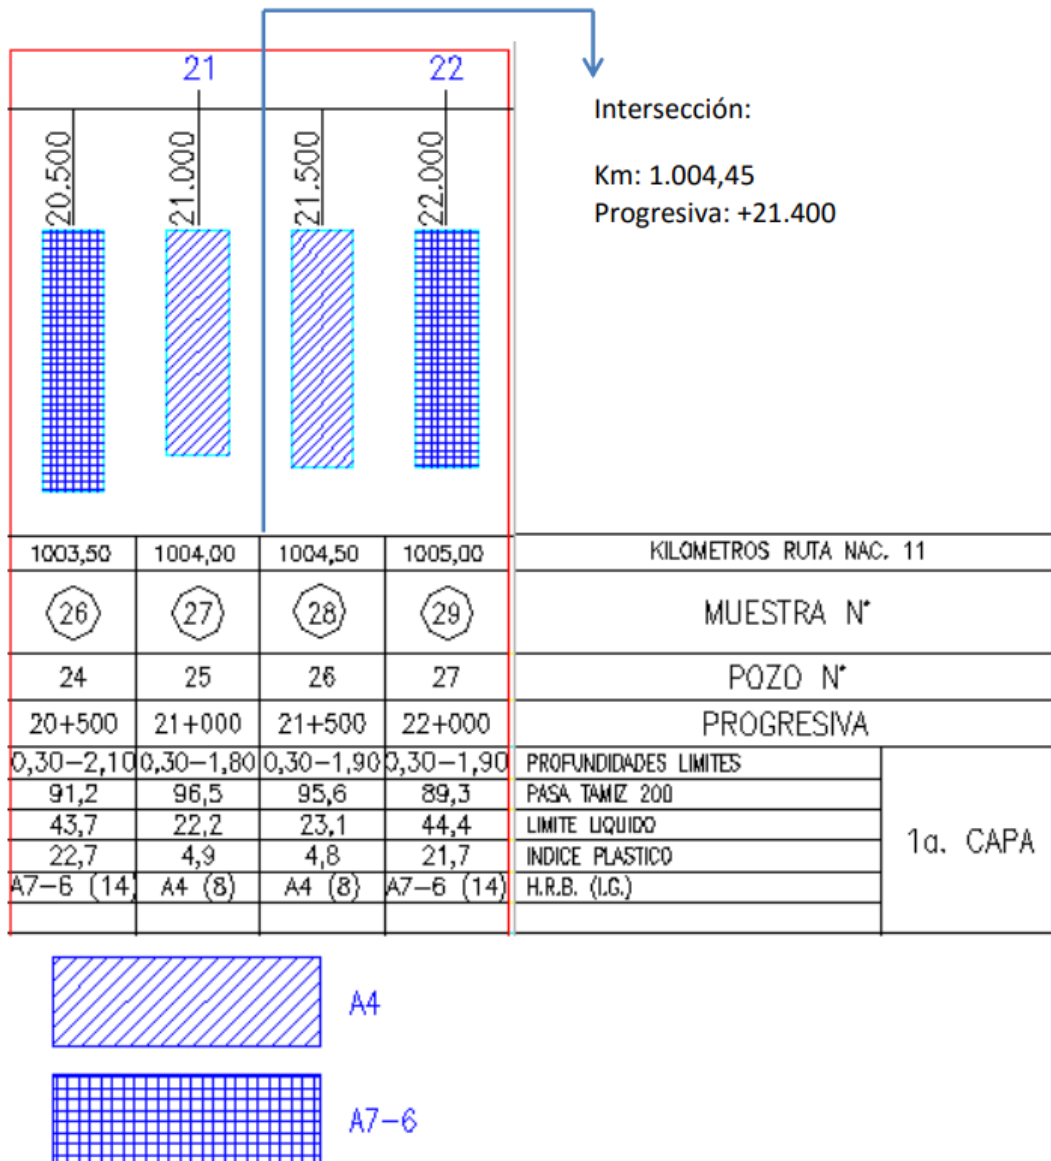 21 22
Intersección:
Km: 1.004,45
Progresiva: +21.400
20.500 21.000 21.500 22.000
1003,50 1004,00 1004,50 1005,00 KILOMETROS RUTA NAC. 11
26 27 28 29 MUESTRA N°
24 25 26 27 POZO N°
20+500 21+000 21+500 22+000 PROGRESIVA
0,30-2,10 0,30-1,80 0,30-1,90 0,30-1,90 PROFUNDIDADES LIMITES
91,2 96,5 95,6 89,3 PASA TAMIZ 200
43,7 22,2 23,1 44,4 LIMITE LIQUIDO
1a. CAPA
22,7 4,9 4,8 21,7 INDICE PLASTICO
A7-6 (14) A4 (8) A4 (8) A7-6 (14) H.R.B. (I.G.)
A4
A7-6